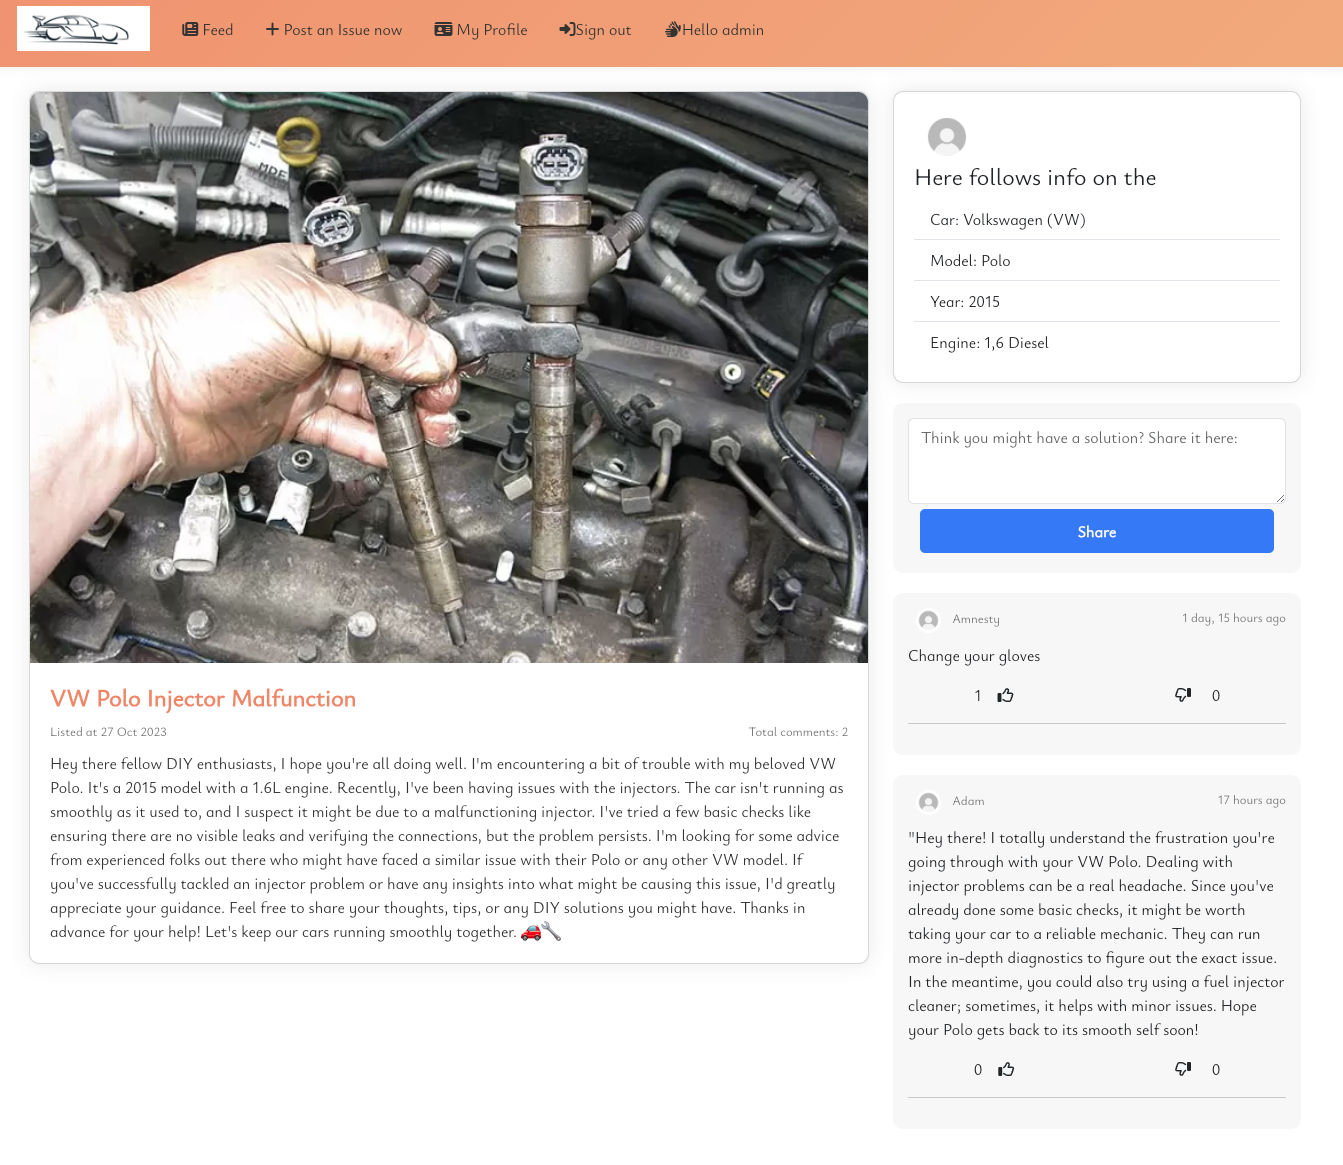 Feed
Post an Issue now
My Profile
Sign out
Hello admin
VW Polo Injector Malfunction
Listed at 27 Oct 2023
Total comments: 2
Hey there fellow DIY enthusiasts, I hope you're all doing well. I'm encountering a bit of trouble with my beloved VW
Polo. It's a 2015 model with a 1.6L engine. Recently, I've been having issues with the injectors. The car isn't running as
smoothly as it used to, and I suspect it might be due to a malfunctioning injector. I've tried a few basic checks like
ensuring there are no visible leaks and verifying the connections, but the problem persists. I'm looking for some advice
from experienced folks out there who might have faced a similar issue with their Polo or any other VW model. If
you've successfully tackled an injector problem or have any insights into what might be causing this issue, I'd greatly
appreciate your guidance. Feel free to share your thoughts, tips, or any DIY solutions you might have. Thanks in
advance for your help! Let's keep our cars running smoothly together. 🚗🔧
Here follows info on the
Car: Volkswagen (VW)
Model: Polo
Year: 2015
Engine: 1,6 Diesel
Think you might have a solution? Share it here:
Share
Amnesty
1 day, 15 hours ago
Change your gloves
1
0
Adam
17 hours ago
"Hey there! I totally understand the frustration you're
going through with your VW Polo. Dealing with
injector problems can be a real headache. Since you've
already done some basic checks, it might be worth
taking your car to a reliable mechanic. They can run
more in-depth diagnostics to figure out the exact issue.
In the meantime, you could also try using a fuel injector
cleaner; sometimes, it helps with minor issues. Hope
your Polo gets back to its smooth self soon!
0
0